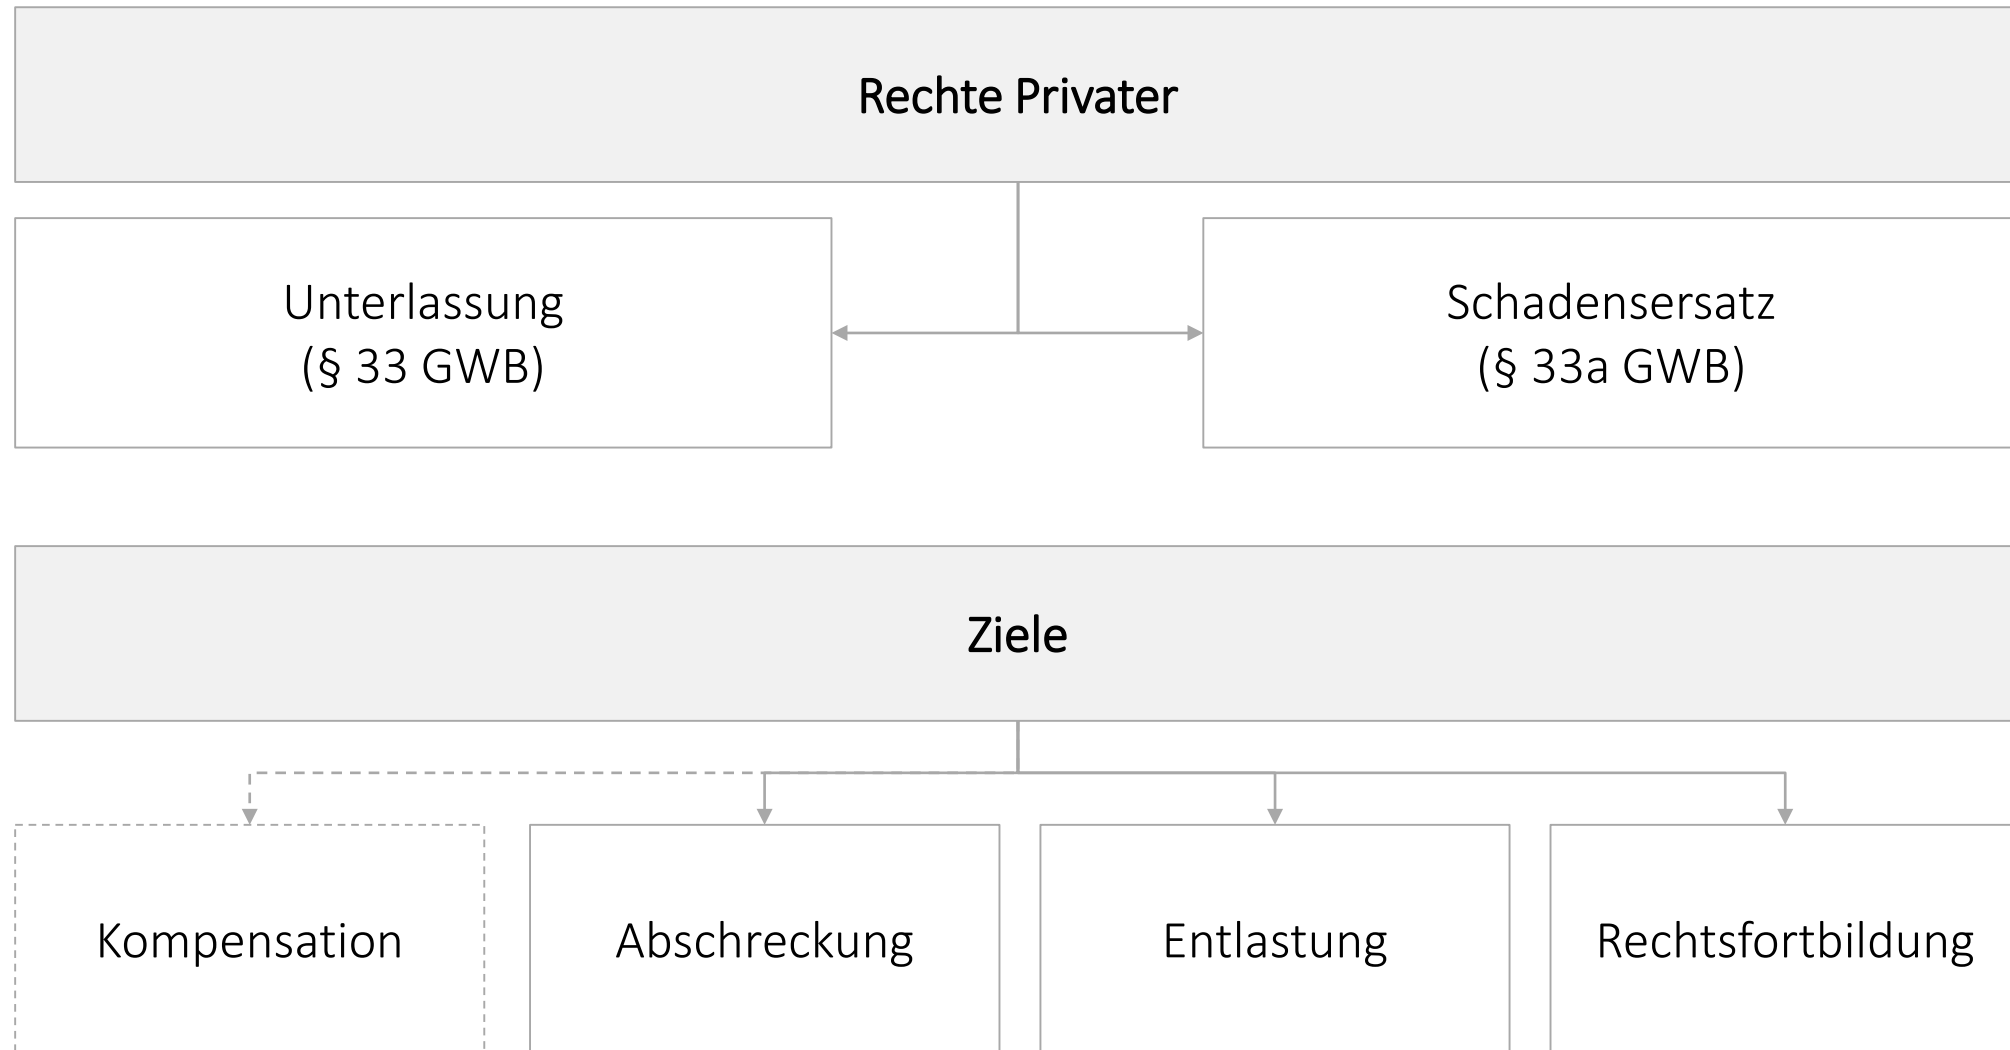 Rechte Privater
Unterlassung
(§ 33 GWB)
Schadensersatz
(§ 33a GWB)
Ziele
Kompensation
Abschreckung
Entlastung
Rechtsfortbildung